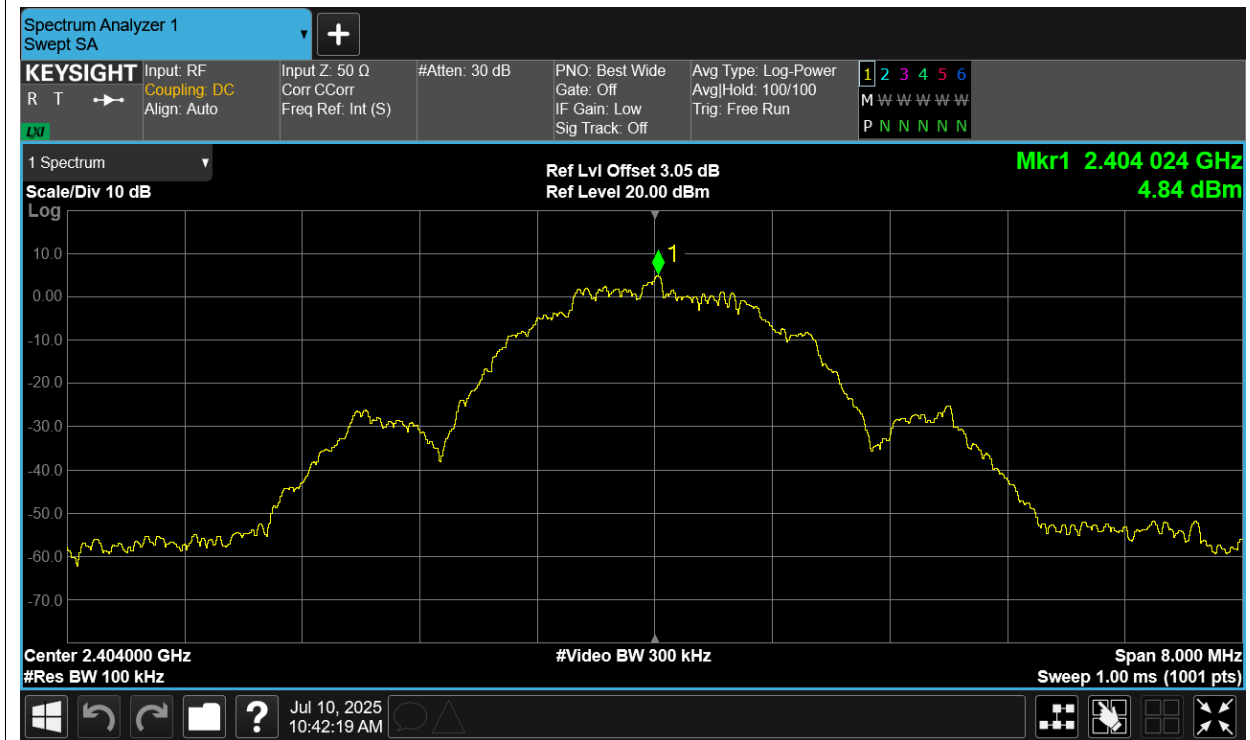 Spectrum Analyzer 1
Swept SA
KEYSIGHT
R T
LXI
Input: RF
Coupling: DC
Align: Auto
Input Z: 50 Ω
Corr CCorr
Freq Ref: Int (S)
#Atten: 30 dB
PNO: Best Wide
Gate: Off
IF Gain: Low
Sig Track: Off
Avg Type: Log-Power
Avg|Hold: 100/100
Trig: Free Run
1 2 3 4 5 6
M W W W W W
P N N N N N
1 Spectrum
Scale/Div 10 dB
Ref Lvl Offset 3.05 dB
Ref Level 20.00 dBm
Mkr1 2.404 024 GHz
4.84 dBm
Log
1
10.0
0.00
-10.0
-20.0
-30.0
-40.0
-50.0
-60.0
-70.0
Center 2.404000 GHz
#Video BW 300 kHz
Span 8.000 MHz
#Res BW 100 kHz
Sweep 1.00 ms (1001 pts)
?
Jul 10, 2025
10:42:19 AM